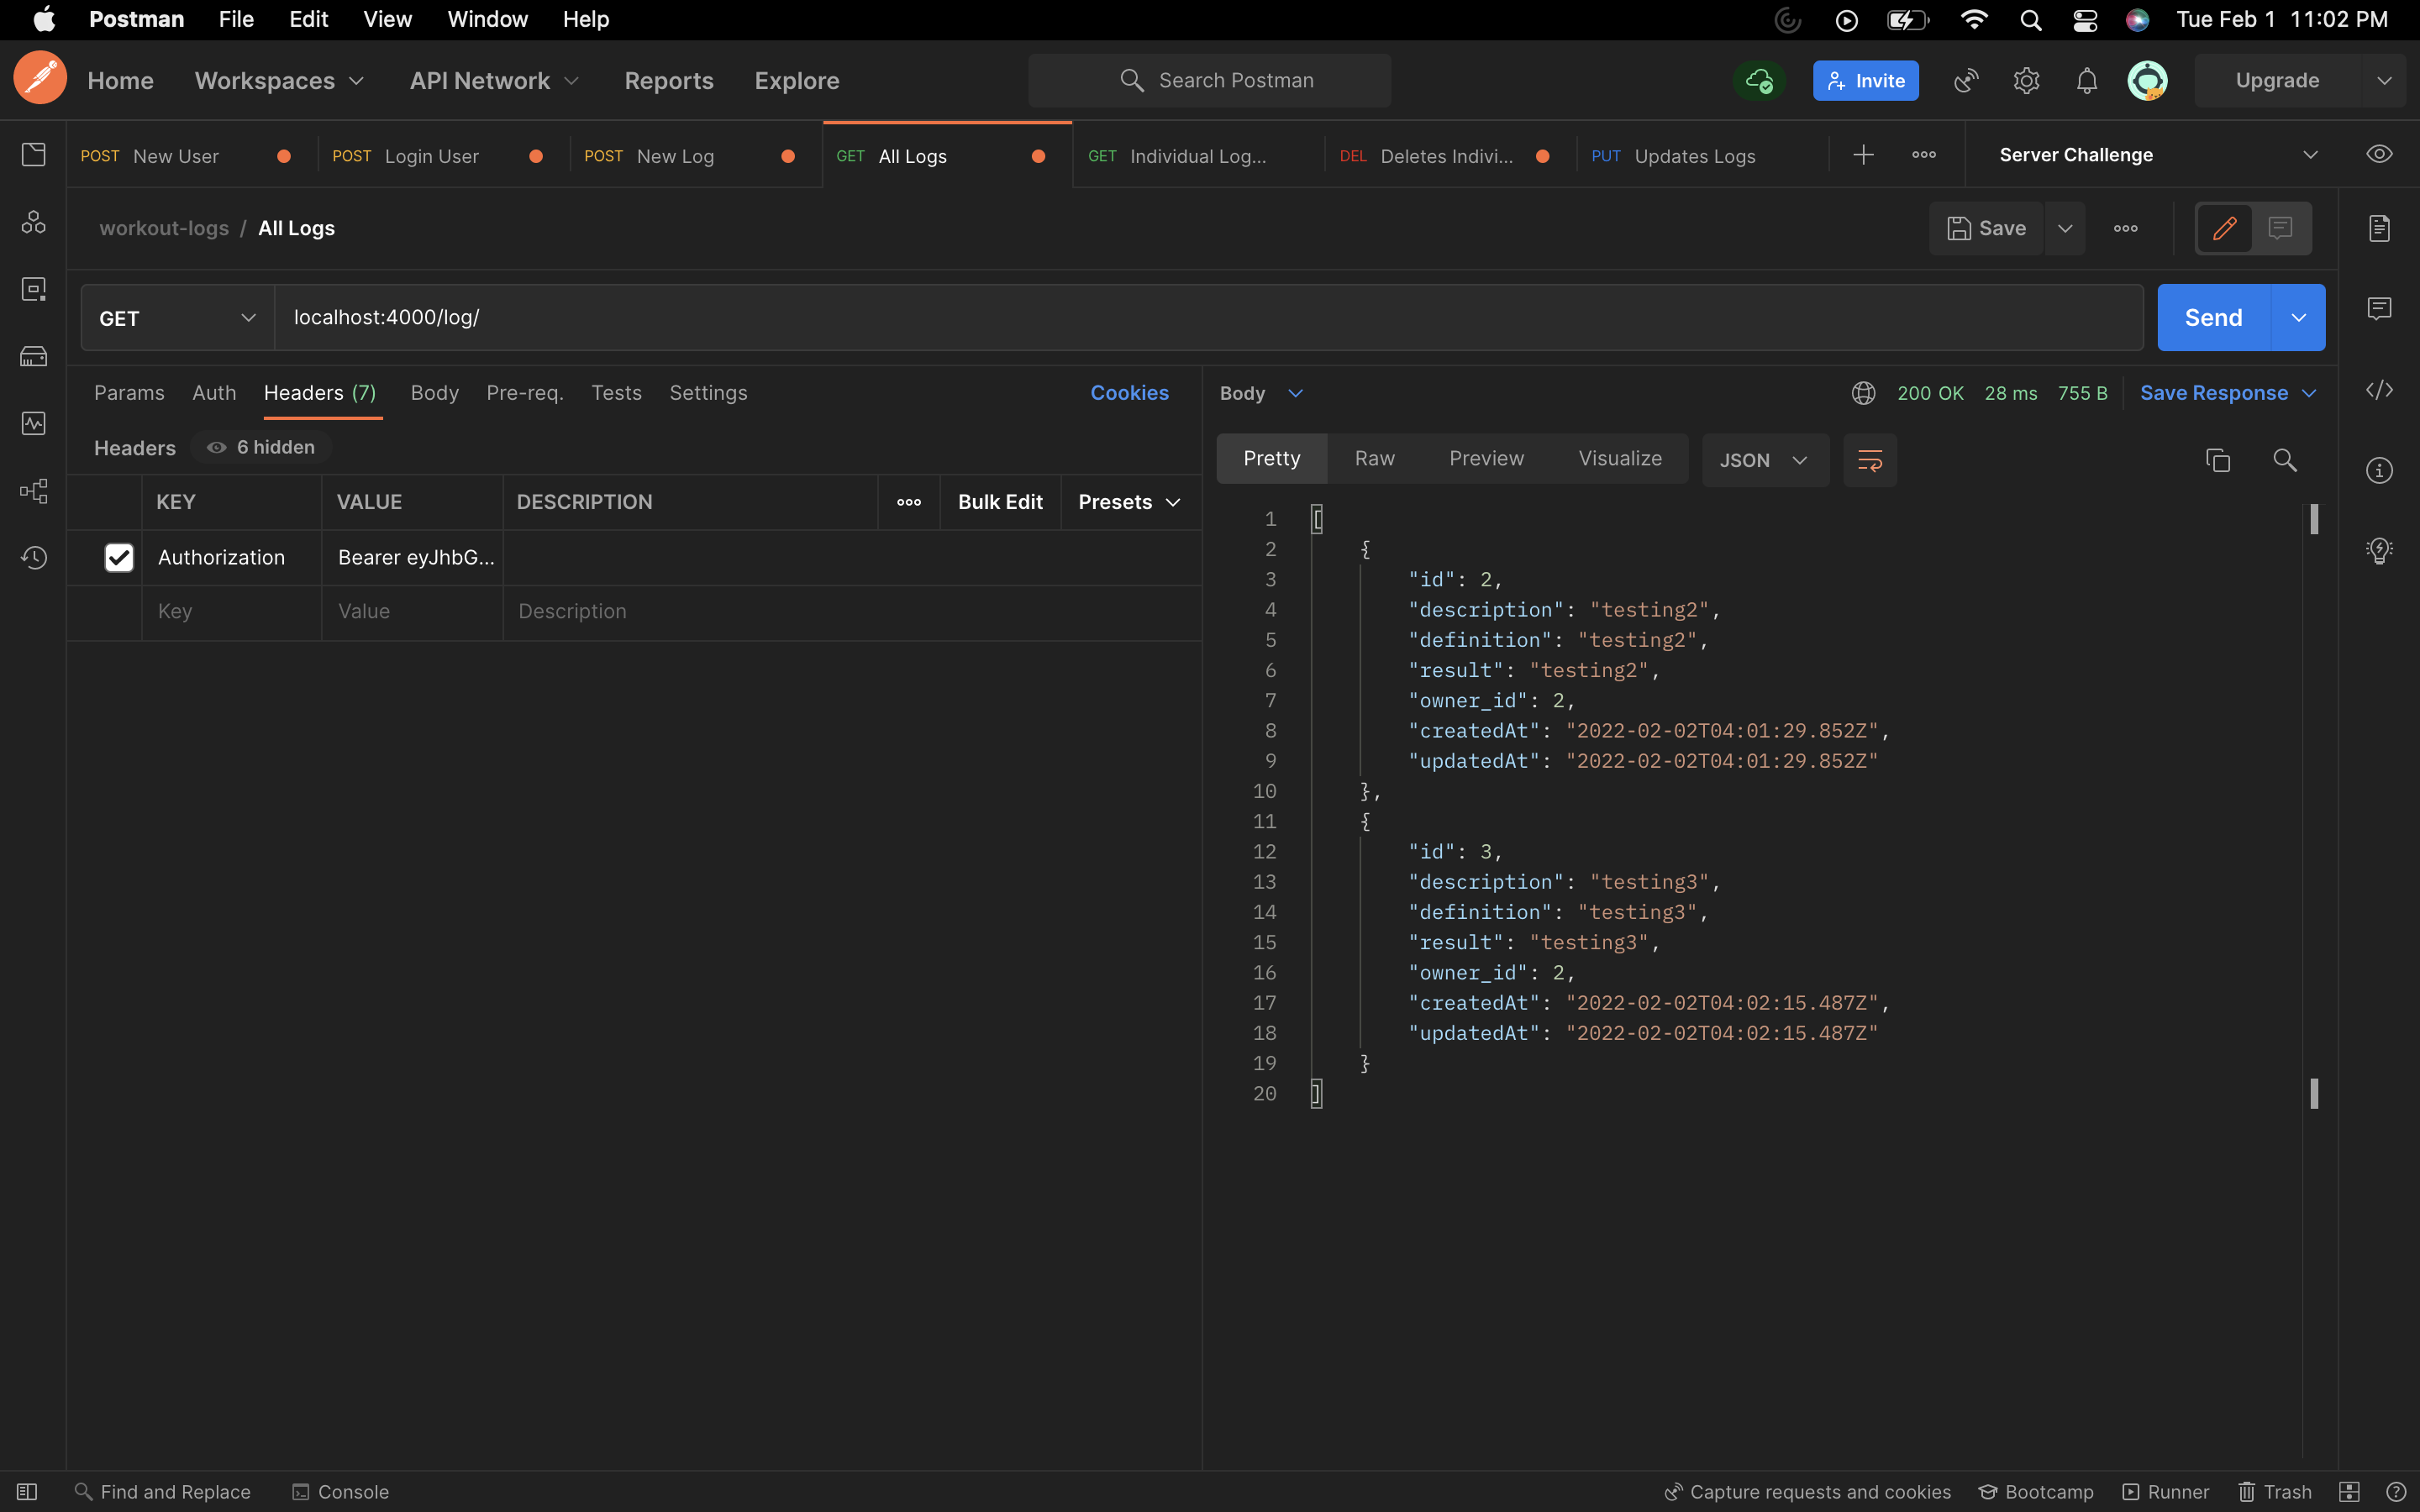 Postman File Edit View Window Help Tue Feb 1 11:02 PM
Home Workspaces API Network Reports Explore Search Postman Invite Upgrade
POST New User POST Login User POST New Log GET All Logs GET Individual Log... DEL Deletes Indivi... PUT Updates Logs Server Challenge
workout-logs / All Logs Save
GET localhost:4000/log/ Send
Params Auth Headers (7) Body Pre-req. Tests Settings Cookies
Body 200 OK 28 ms 755 B Save Response
Headers 6 hidden
Pretty Raw Preview Visualize JSON
KEY VALUE DESCRIPTION Bulk Edit Presets
Authorization Bearer eyJhbG...
Key Value Description
1 [
2 {
3 "id": 2,
4 "description": "testing2",
5 "definition": "testing2",
6 "result": "testing2",
7 "owner_id": 2,
8 "createdAt": "2022-02-02T04:01:29.852Z",
9 "updatedAt": "2022-02-02T04:01:29.852Z"
10 },
11 {
12 "id": 3,
13 "description": "testing3",
14 "definition": "testing3",
15 "result": "testing3",
16 "owner_id": 2,
17 "createdAt": "2022-02-02T04:02:15.487Z",
18 "updatedAt": "2022-02-02T04:02:15.487Z"
19 }
20 ]
Find and Replace Console Capture requests and cookies Bootcamp Runner Trash